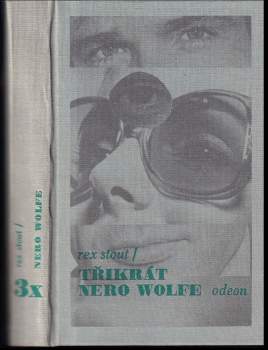 rex stout /
NERO WOLFE
3x
rex stout /
TŘIKRÁT
NERO WOLFE odeon